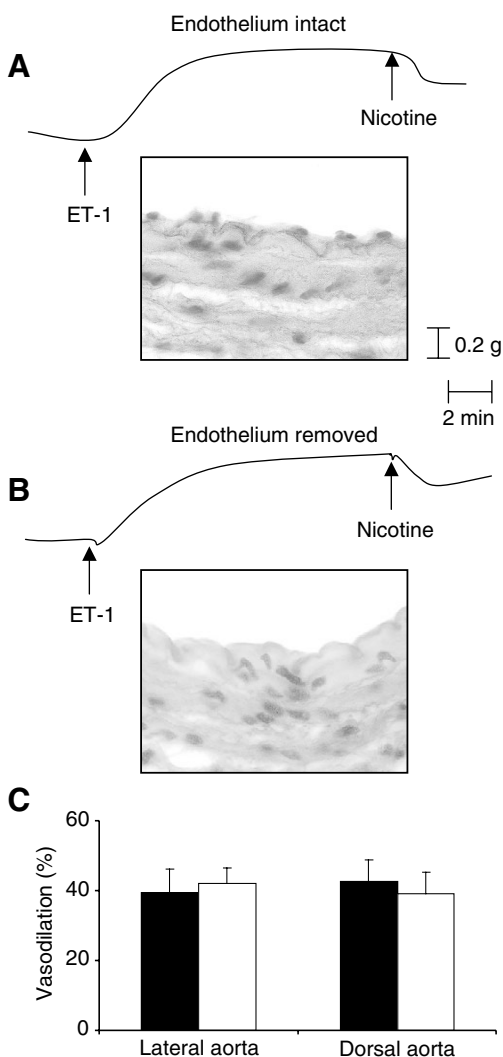 Endothelium intact
A
Nicotine
ET-1
0.2 g
2 min
Endothelium removed
B
Nicotine
ET-1
C
60
40
20
0
Vasodilation (%)
Lateral aorta
Dorsal aorta